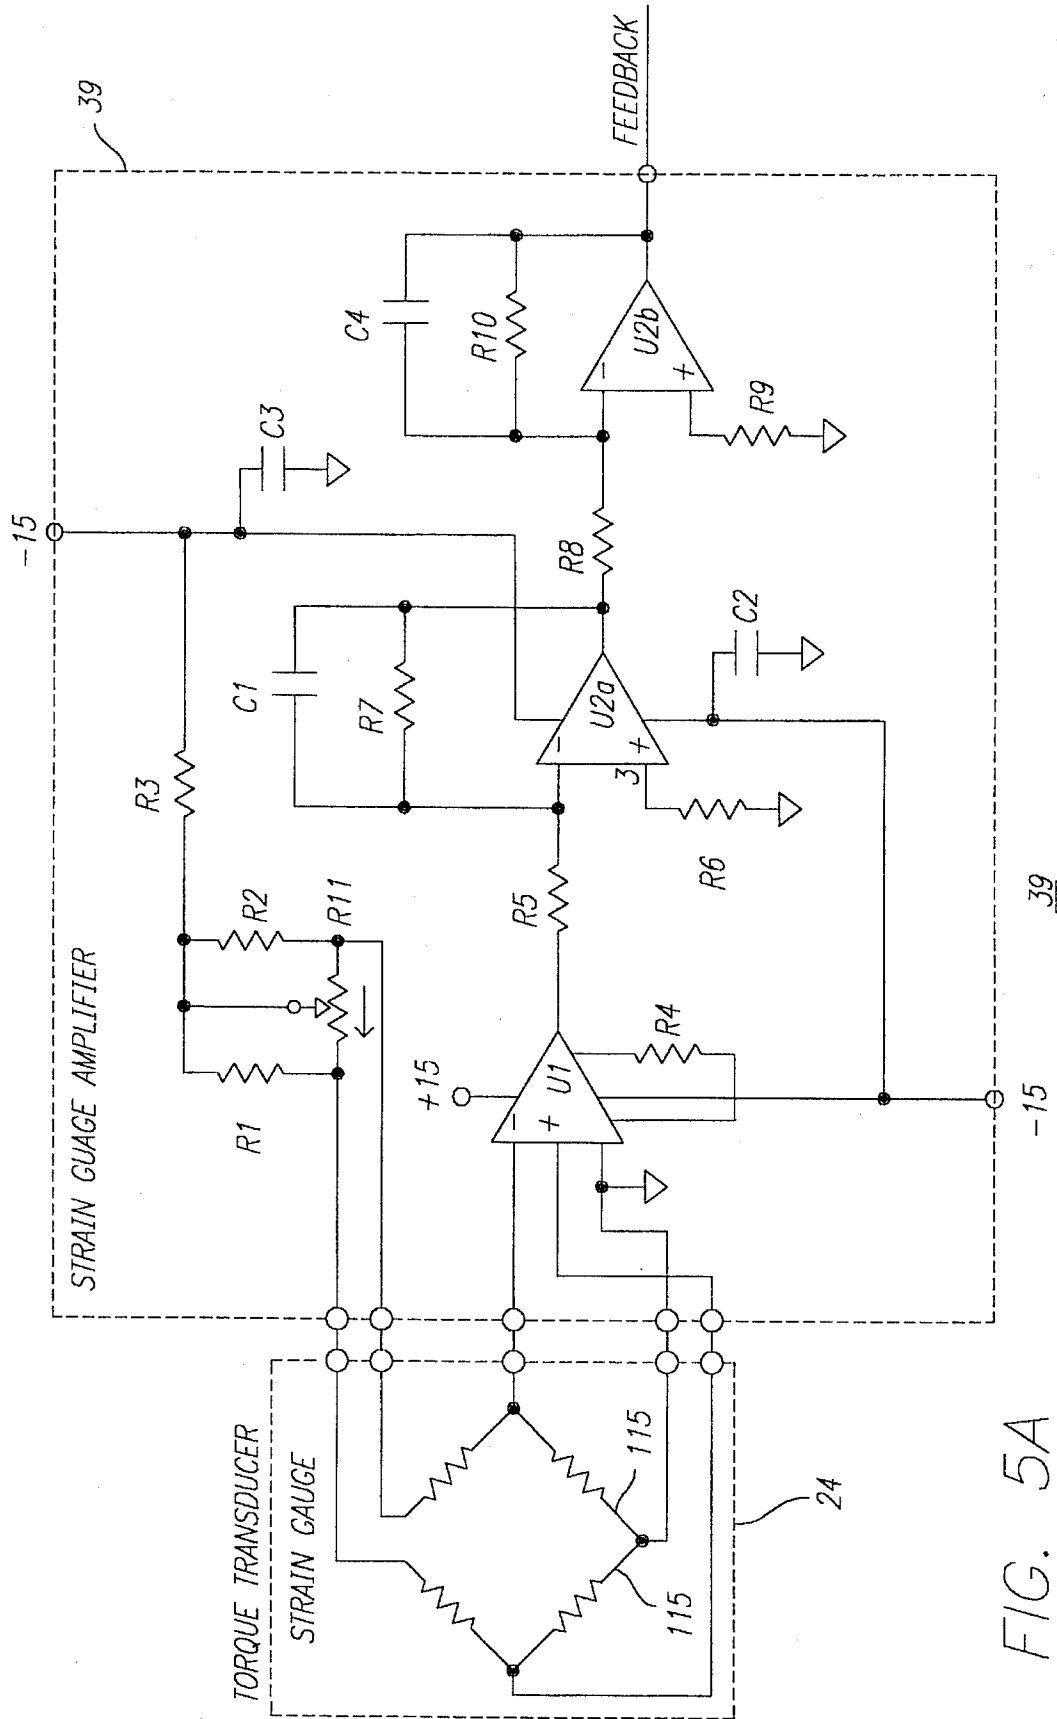 TORQUE TRANSDUCER
STRAIN GAUGE
115
115
24
STRAIN GUAGE AMPLIFIER
39
-15
R3
C3
R1
R2
R11
C1
R7
C4
R10
+15
U1
-
+
R4
R5
U2a
-
3
+
R6
C2
R8
U2b
-
+
R9
FEEDBACK
-15
39
FIG. 5A